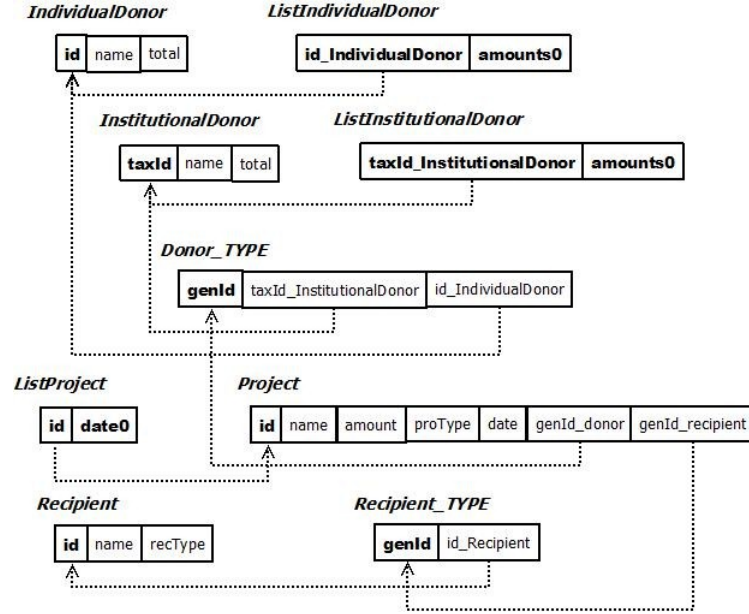 IndividualDonor ListIndividualDonor
id name total id_IndividualDonor amounts0
InstitutionalDonor ListInstitutionalDonor
taxId name total taxId_InstitutionalDonor amounts0
Donor_TYPE
genId taxId_InstitutionalDonor id_IndividualDonor
ListProject Project
id date0 id name amount proType date genId_donor genId_recipient
Recipient Recipient_TYPE
id name recType genId id_Recipient